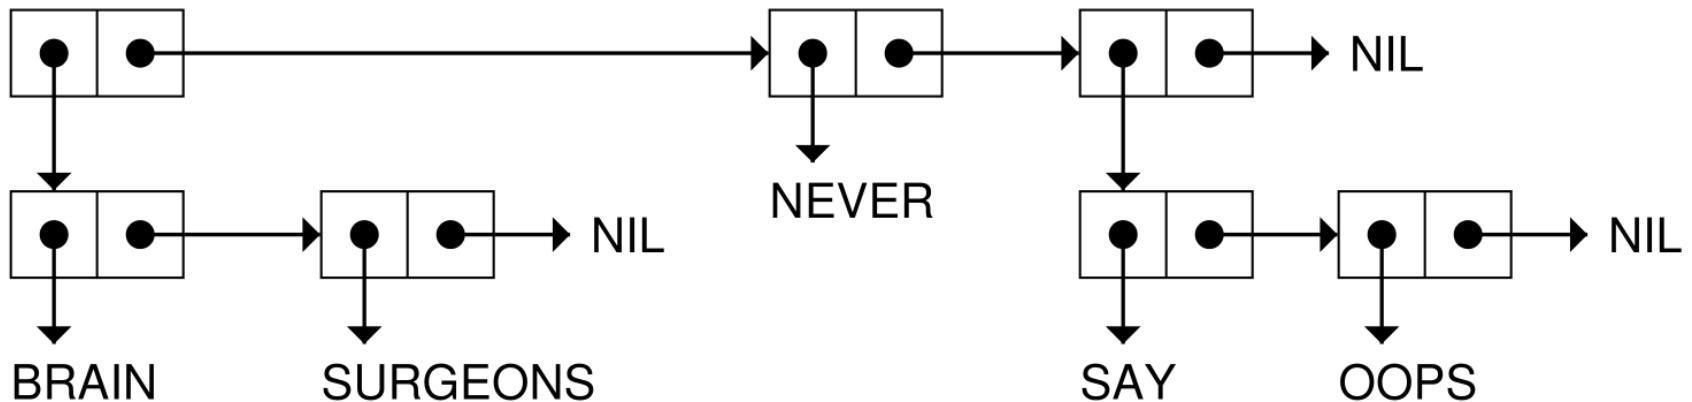 NIL
NEVER
NIL
NIL
BRAIN SURGEONS SAY OOPS